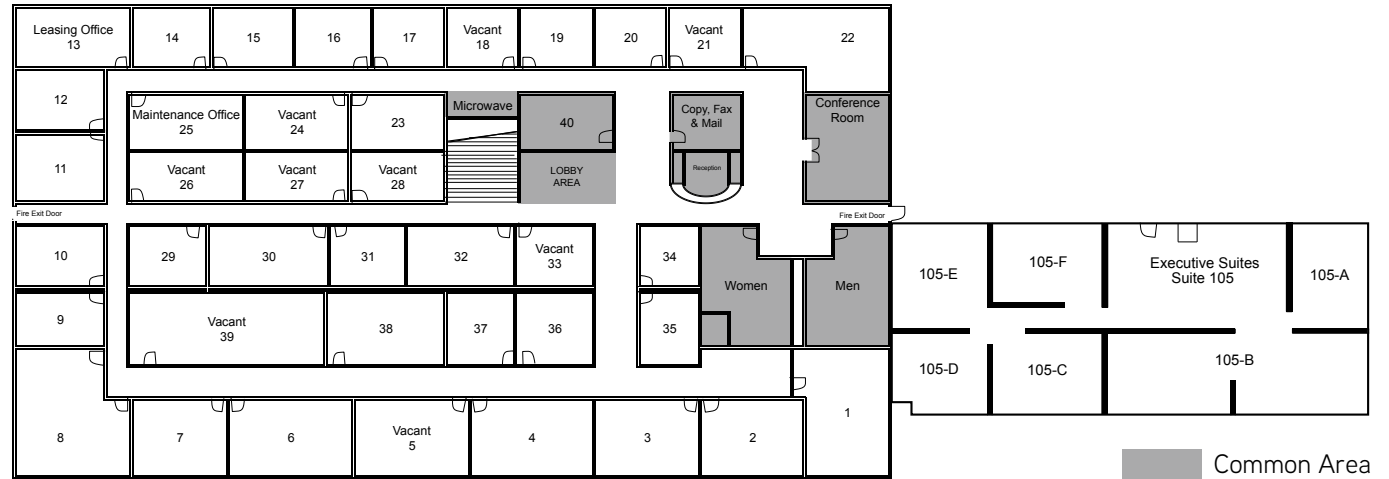 Leasing Office
13
14
15
16
17
Vacant
18
19
20
Vacant
21
22
12
Maintenance Office
25
Vacant
24
23
Microwave
40
Copy, Fax
& Mail
Conference
Room
11
Vacant
26
Vacant
27
Vacant
28
LOBBY
AREA
Reception
Fire Exit Door
Fire Exit Door
10
29
30
31
32
Vacant
33
34
Women
Men
105-E
105-F
Executive Suites
Suite 105
105-A
9
Vacant
39
38
37
36
35
105-D
105-C
105-B
8
7
6
Vacant
5
4
3
2
1
Common Area